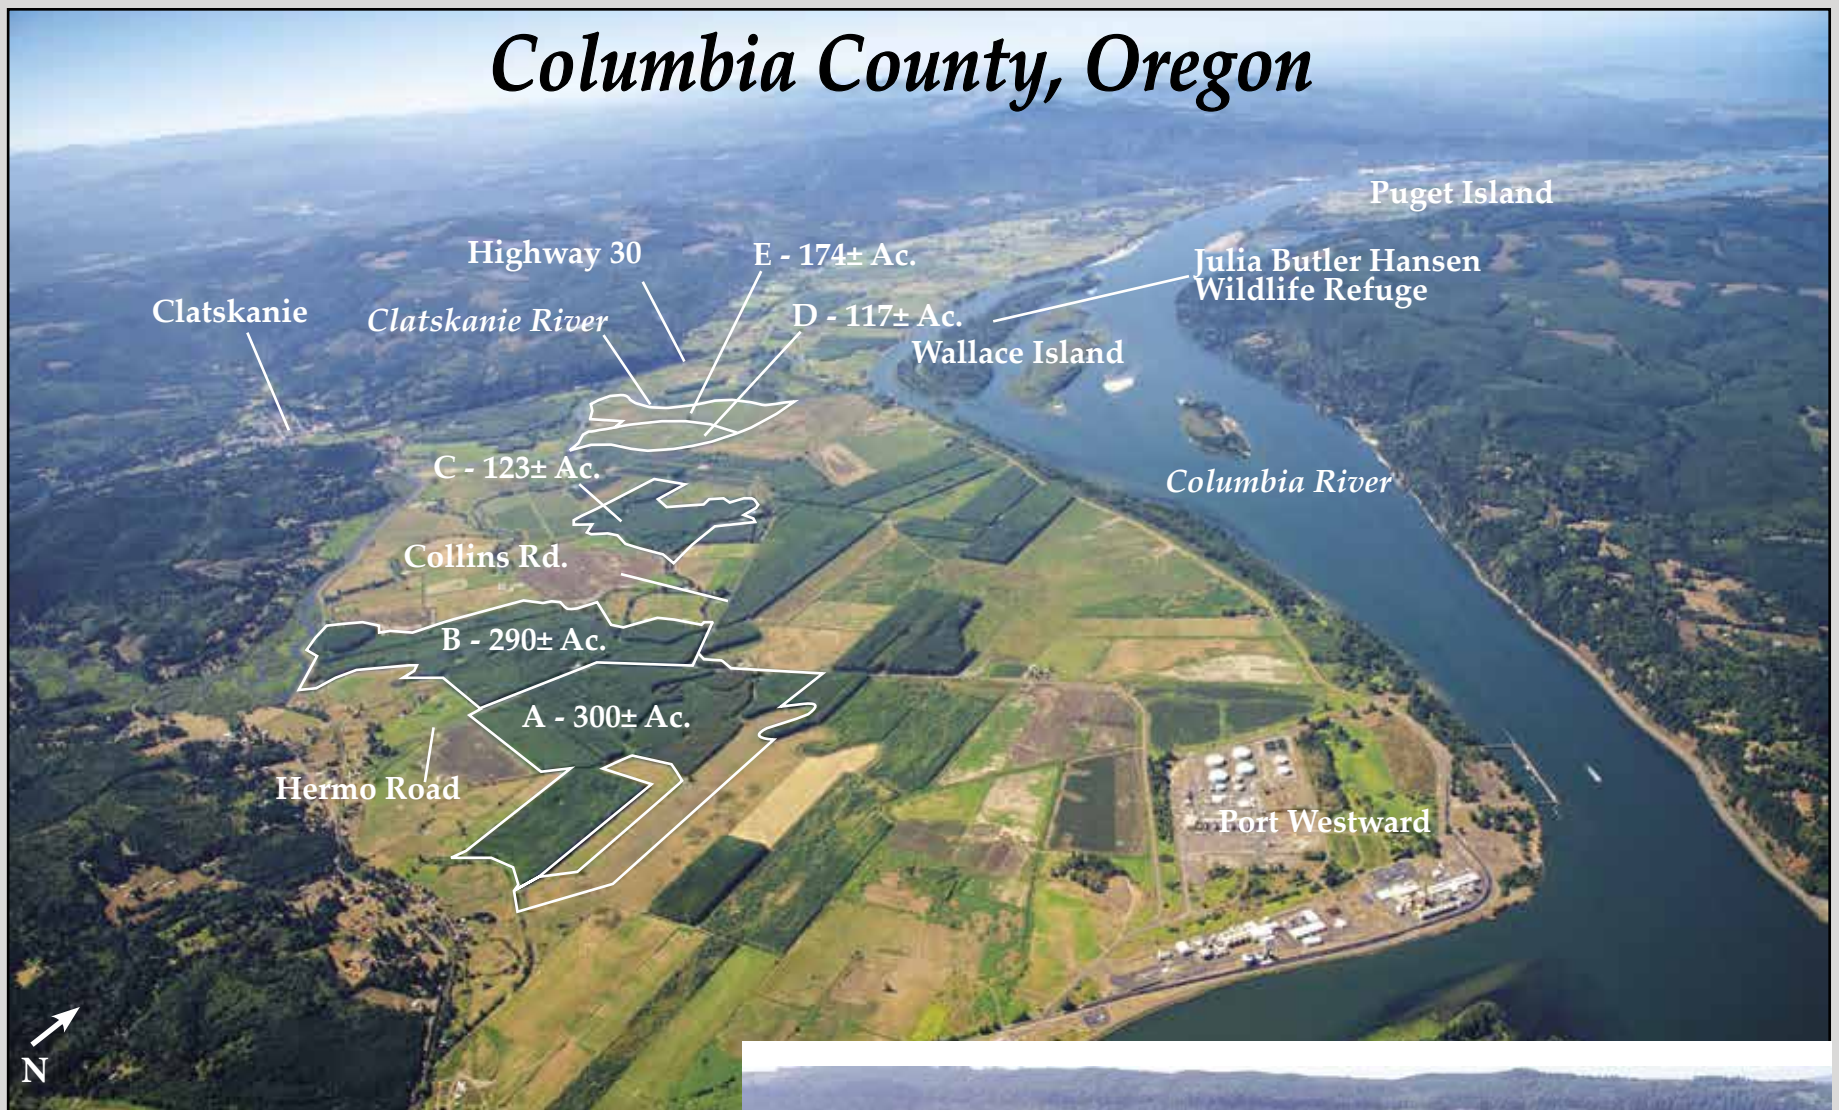 Columbia County, Oregon
Puget Island
Highway 30
E - 174± Ac.
Julia Butler Hansen
Wildlife Refuge
Clatskanie
Clatskanie River
D - 117± Ac.
Wallace Island
C - 123± Ac.
Columbia River
Collins Rd.
B - 290± Ac.
A - 300± Ac.
Hermo Road
Port Westward
N